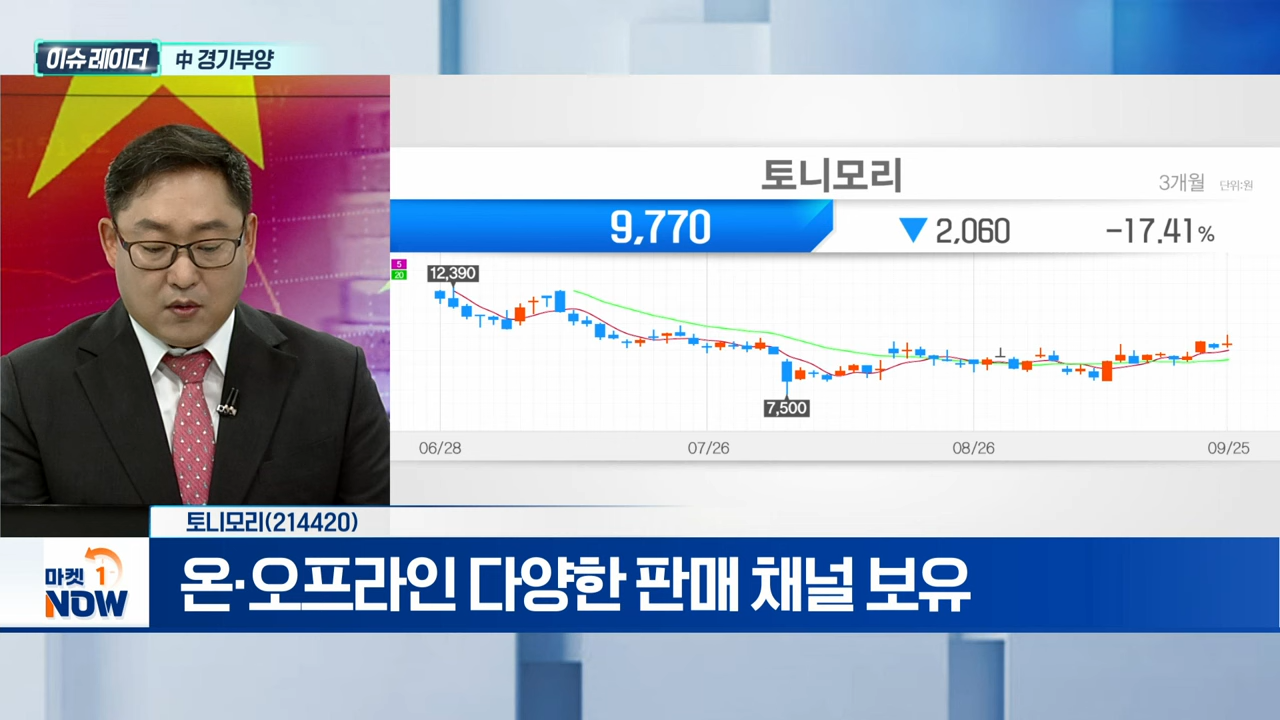 이슈 레이더
中 경기부양
토니모리
3개월 단위:원
9,770
▼ 2,060
-17.41%
5
20
12,390
7,500
06/28
07/26
08/26
09/25
토니모리(214420)
마켓 1
NOW
온·오프라인 다양한 판매 채널 보유